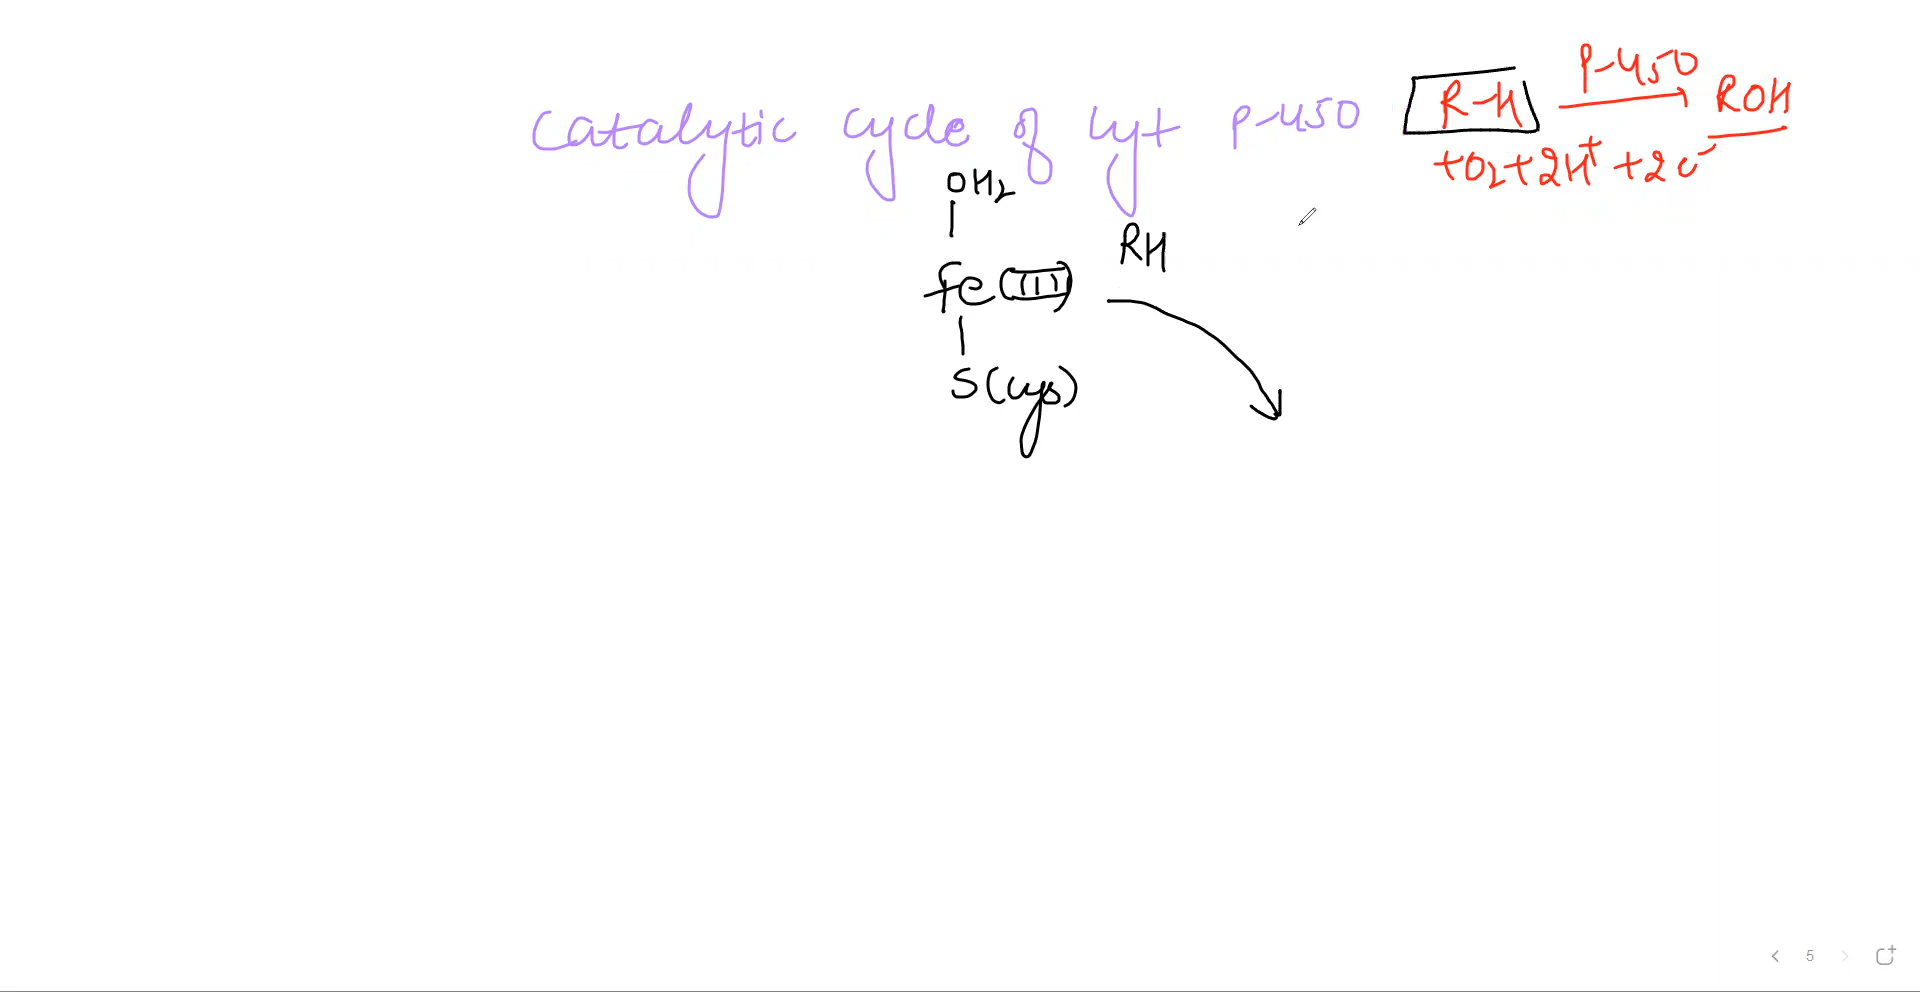 Catalytic cycle of cyt P-450
R-H P-450 ROH
+O2+2H+ +2e-
OH2
Fe(III)
RH
S(cys)
5